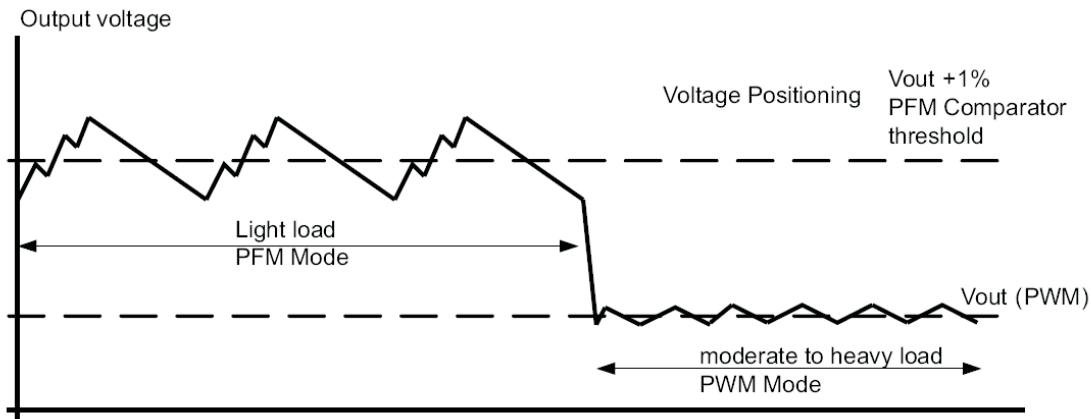 Output voltage
Voltage Positioning
Vout +1%
PFM Comparator
threshold
Light load
PFM Mode
Vout (PWM)
moderate to heavy load
PWM Mode